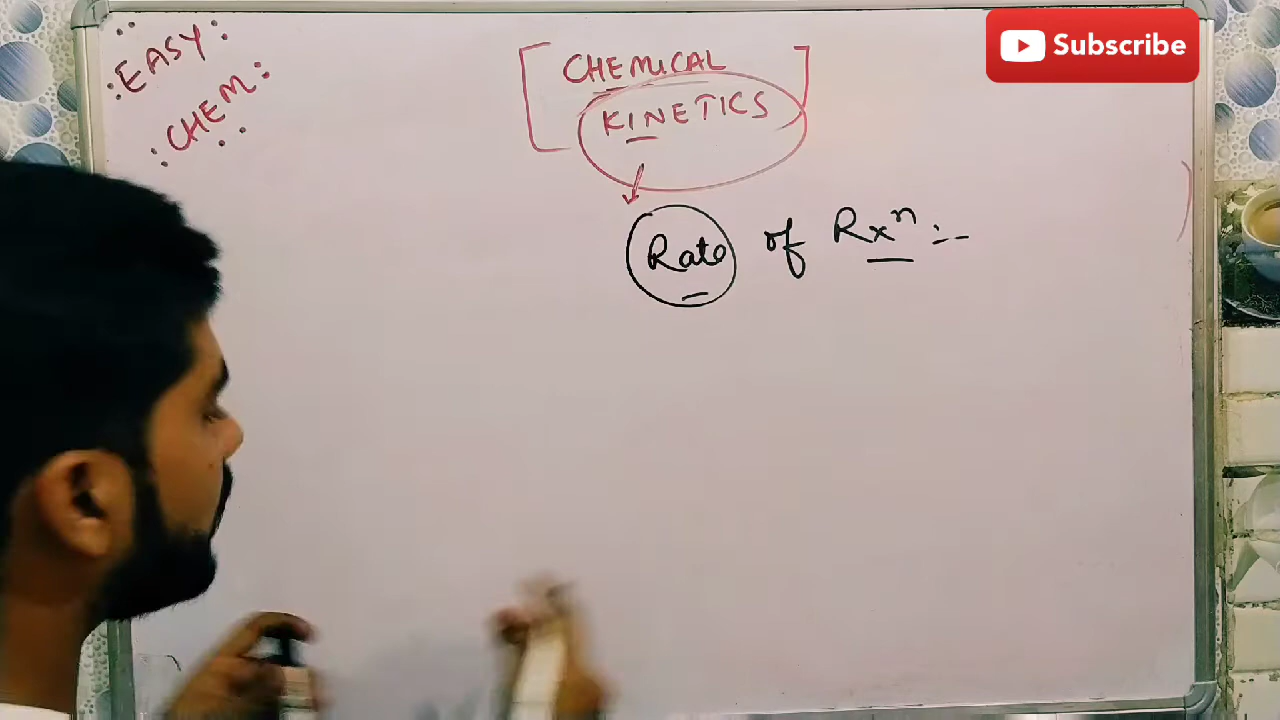 EASY
CHEM
CHEMICAL
KINETICS
Rate of Rxⁿ :-
Subscribe